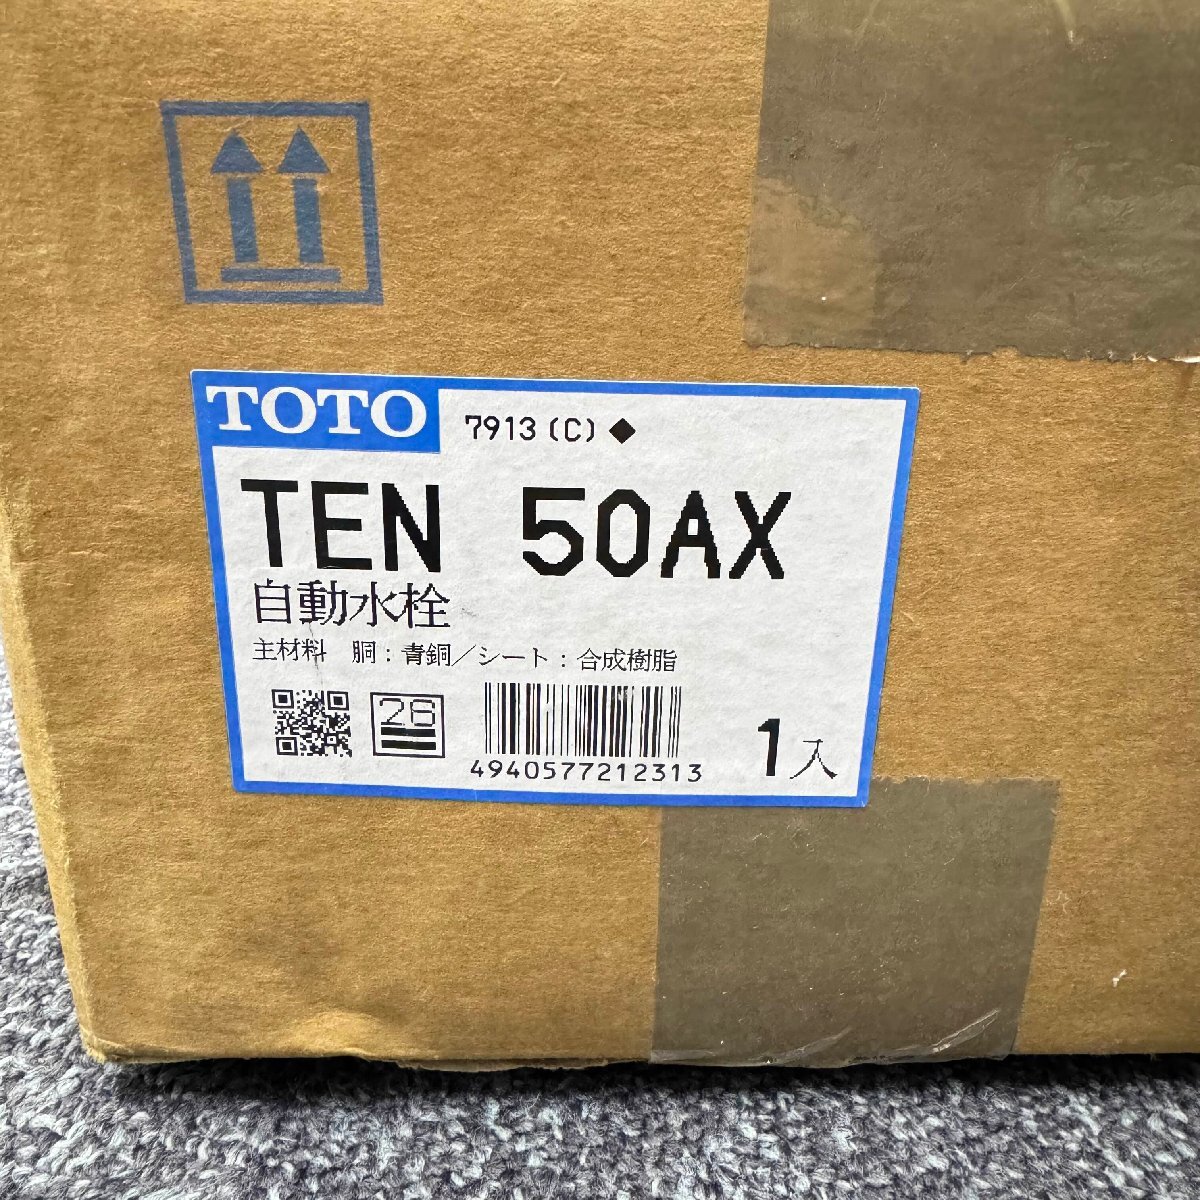 TOTO 7913(C)◆
TEN 50AX
自動水栓
主材料 胴:青銅/シート:合成樹脂
28
4940577212313
1入